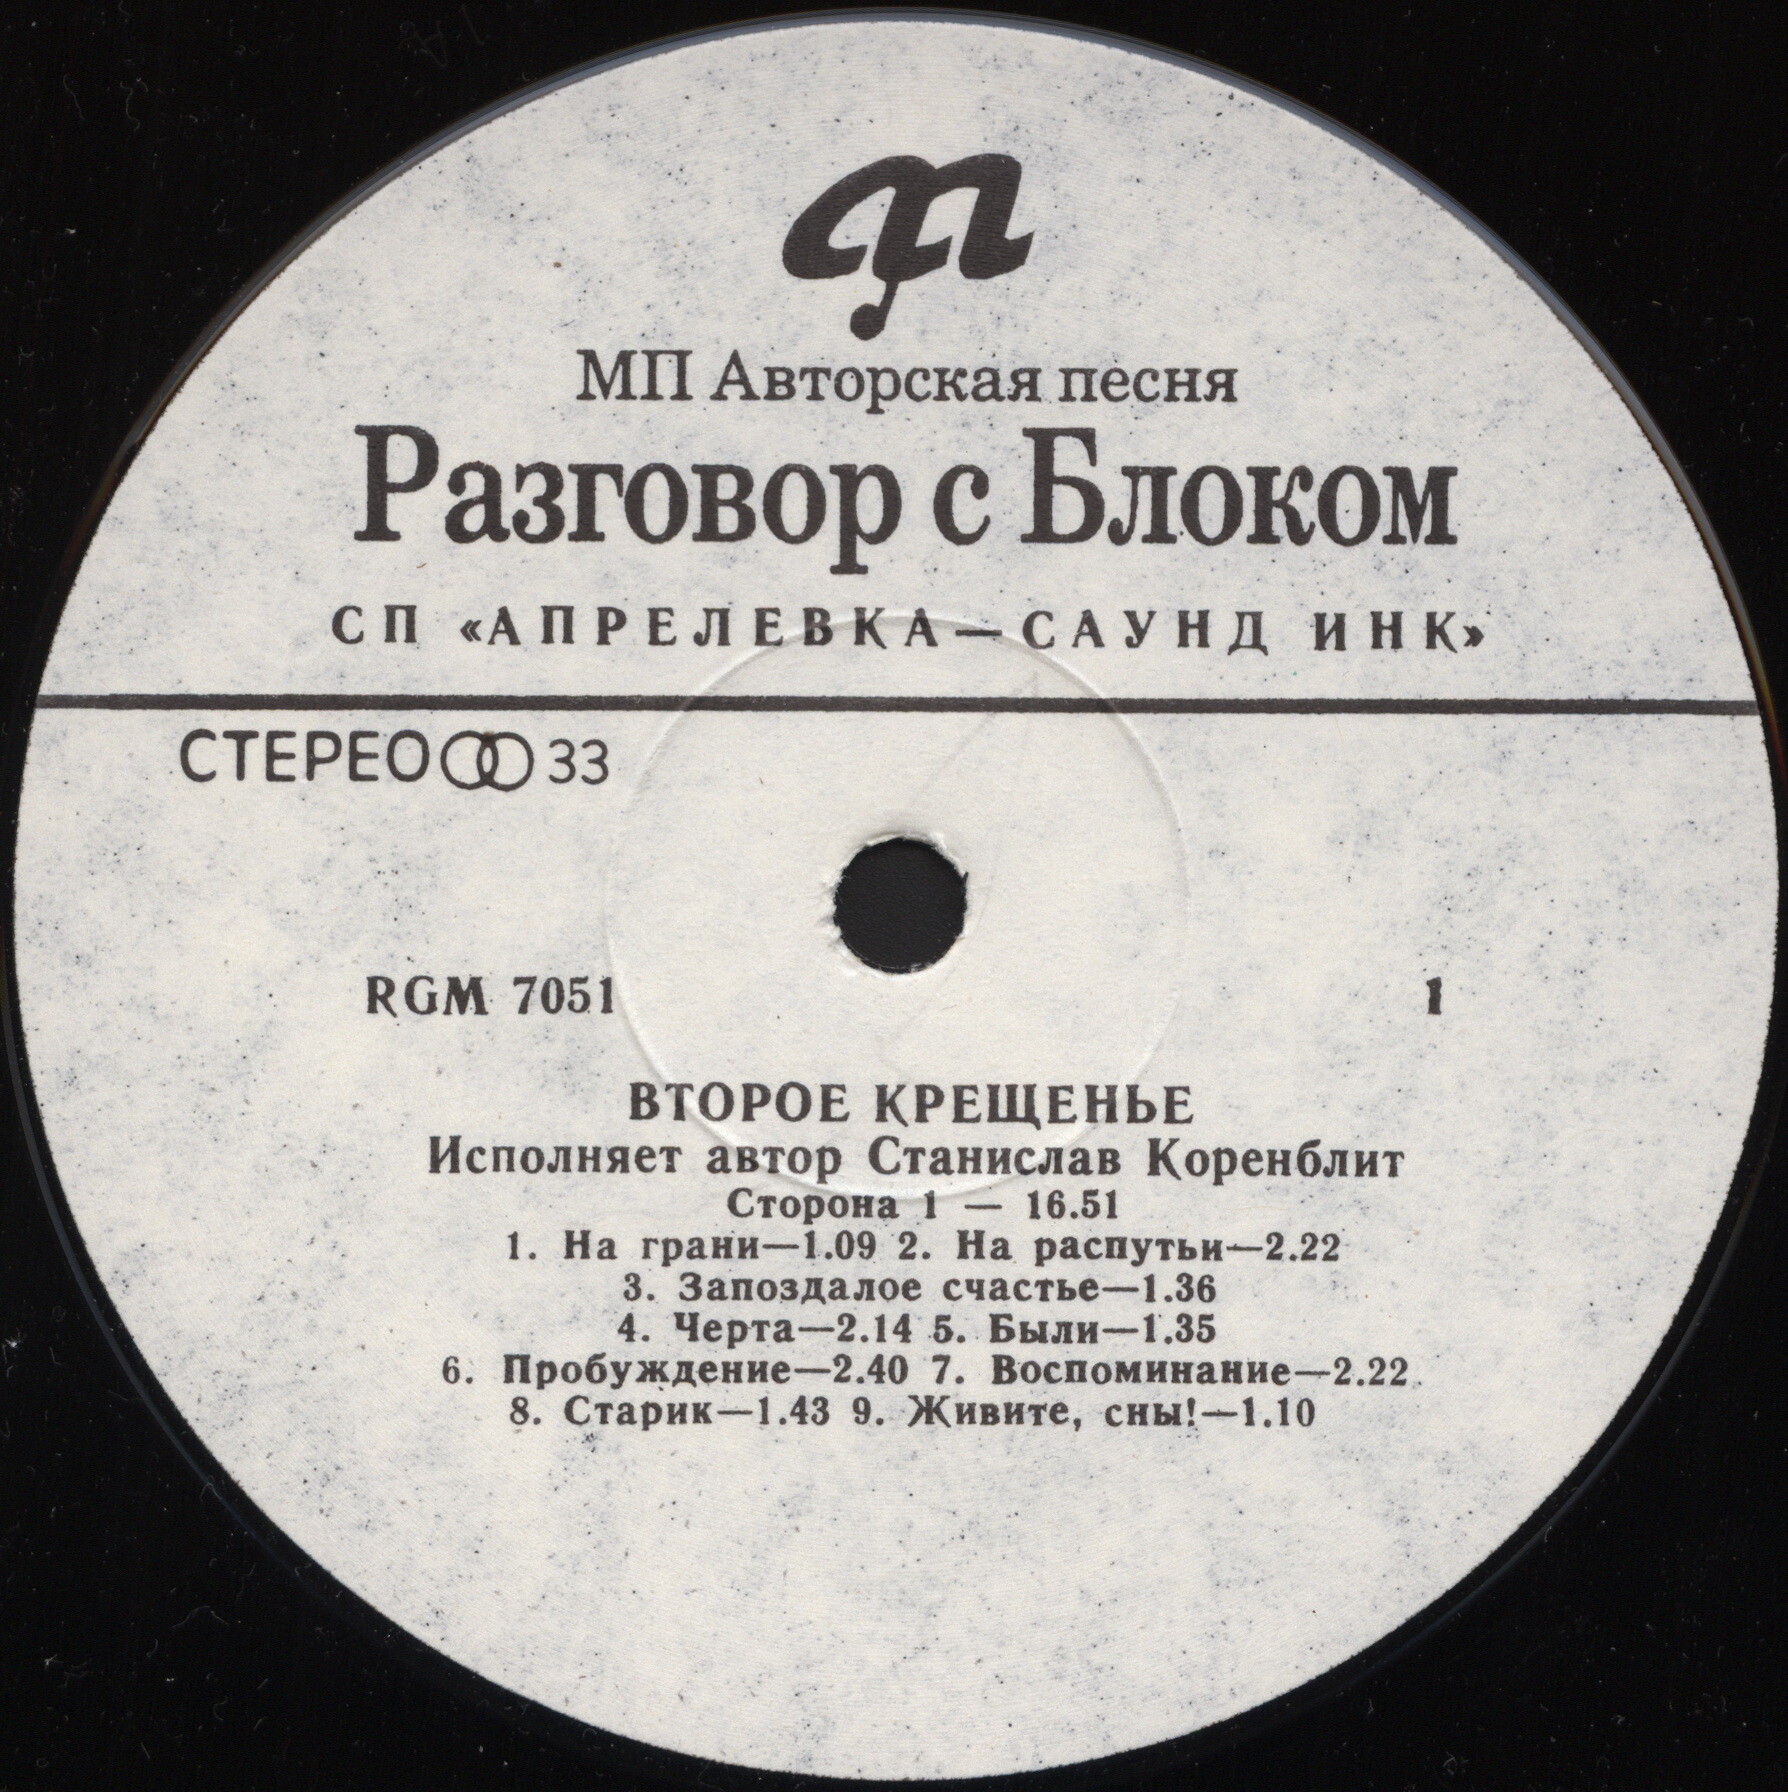 ап
МП Авторская песня
Разговор с Блоком
СП «АПРЕЛЕВКА—САУНД ИНК»
СТЕРЕО 33
RGM 7051 1
ВТОРОЕ КРЕЩЕНЬЕ
Исполняет автор Станислав Коренблит
Сторона 1 — 16.51
1. На грани—1.09 2. На распутьи—2.22
3. Запоздалое счастье—1.36
4. Черта—2.14 5. Были—1.35
6. Пробуждение—2.40 7. Воспоминание—2.22
8. Старик—1.43 9. Живите, сны!—1.10